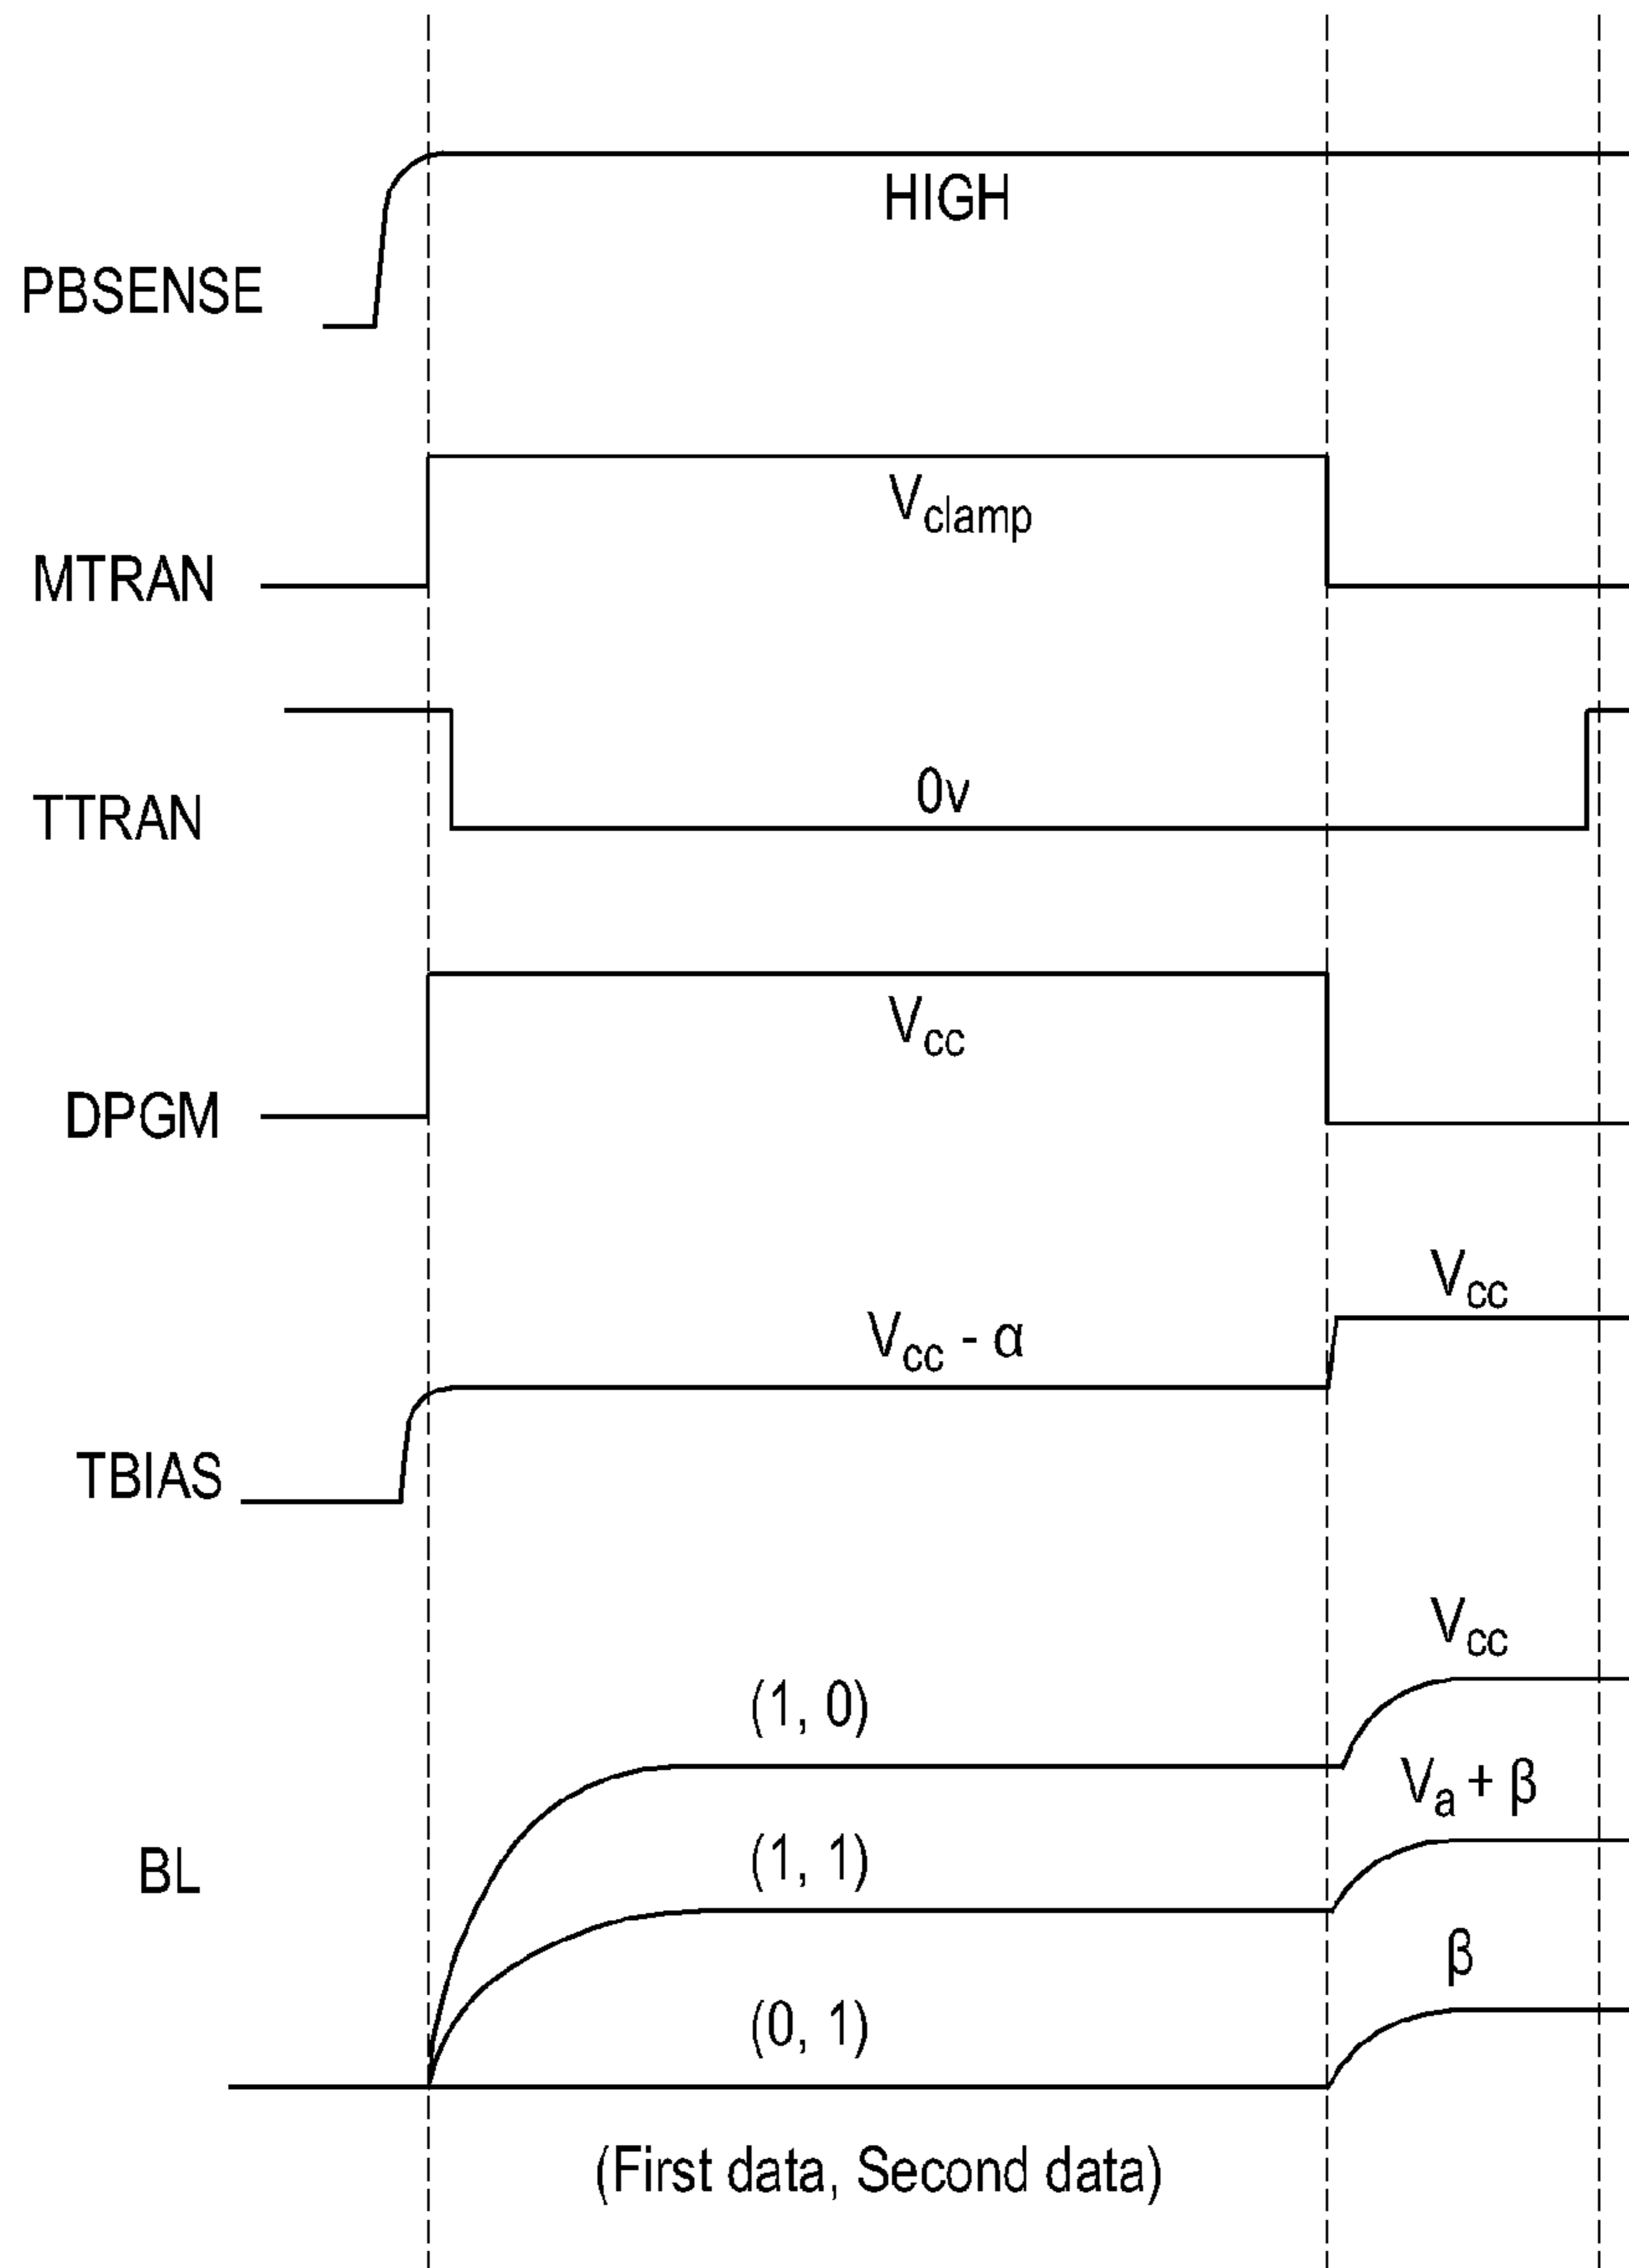 HIGH
PBSENSE
Vclamp
MTRAN
0v
TTRAN
Vcc
DPGM
Vcc
Vcc - α
TBIAS
Vcc
(1, 0)
Va + β
(1, 1)
BL
β
(0, 1)
(First data, Second data)